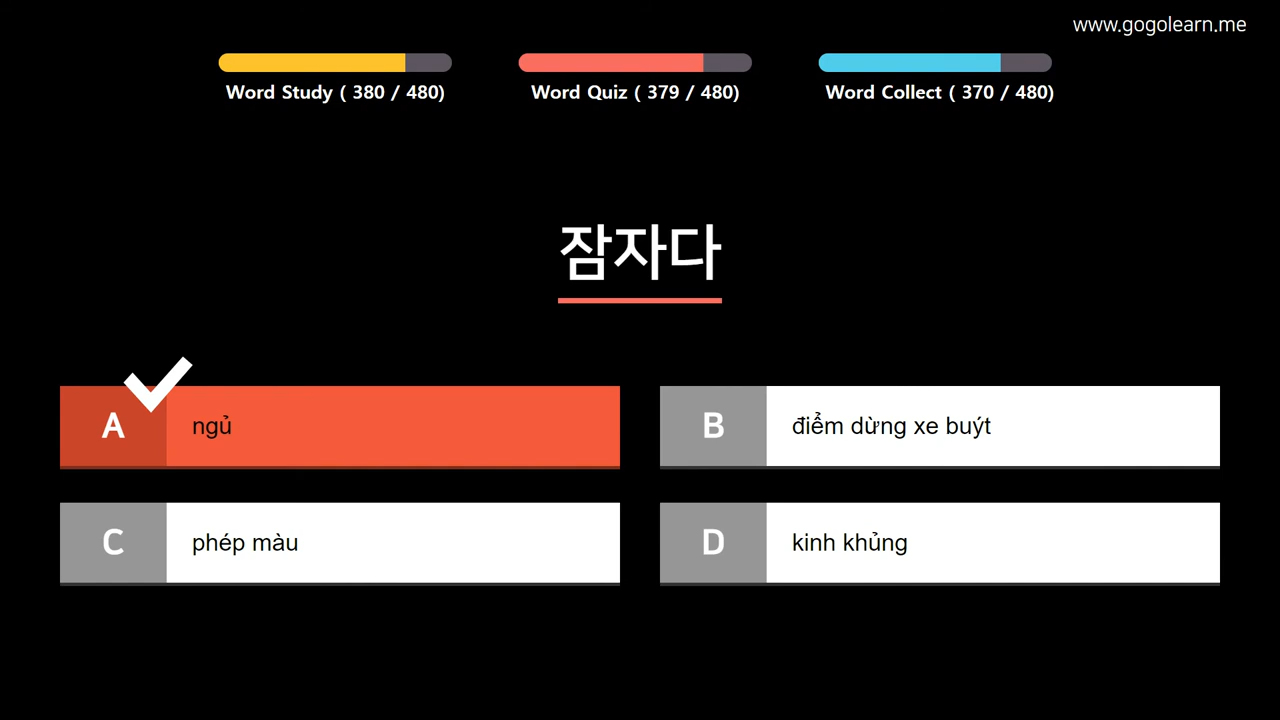 www.gogolearn.me
Word Study ( 380 / 480)
Word Quiz ( 379 / 480)
Word Collect ( 370 / 480)
잠자다
A
ngủ
B
điểm dừng xe buýt
C
phép màu
D
kinh khủng